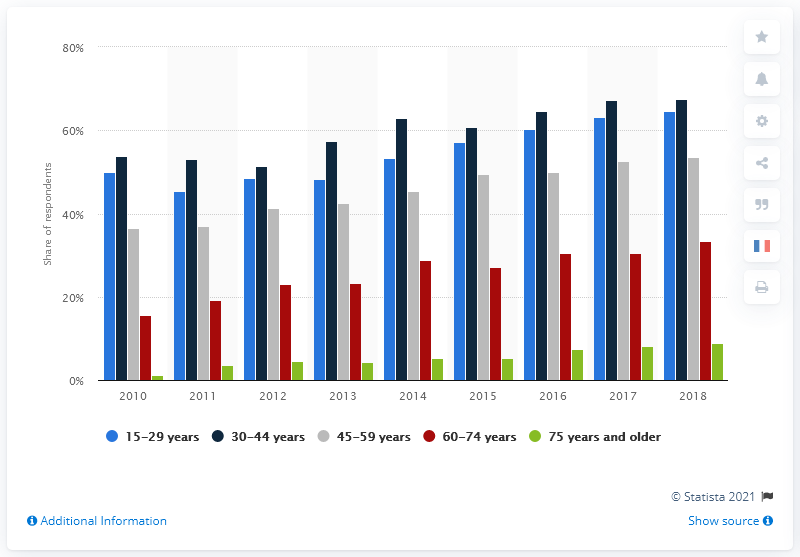 80%
60%
40%
20%
0%
Share of respondents
2010 2011 2012 2013 2014 2015 2016 2017 2018
15–29 years 30–44 years 45–59 years 60–74 years 75 years and older
© Statista 2021
Additional Information Show source